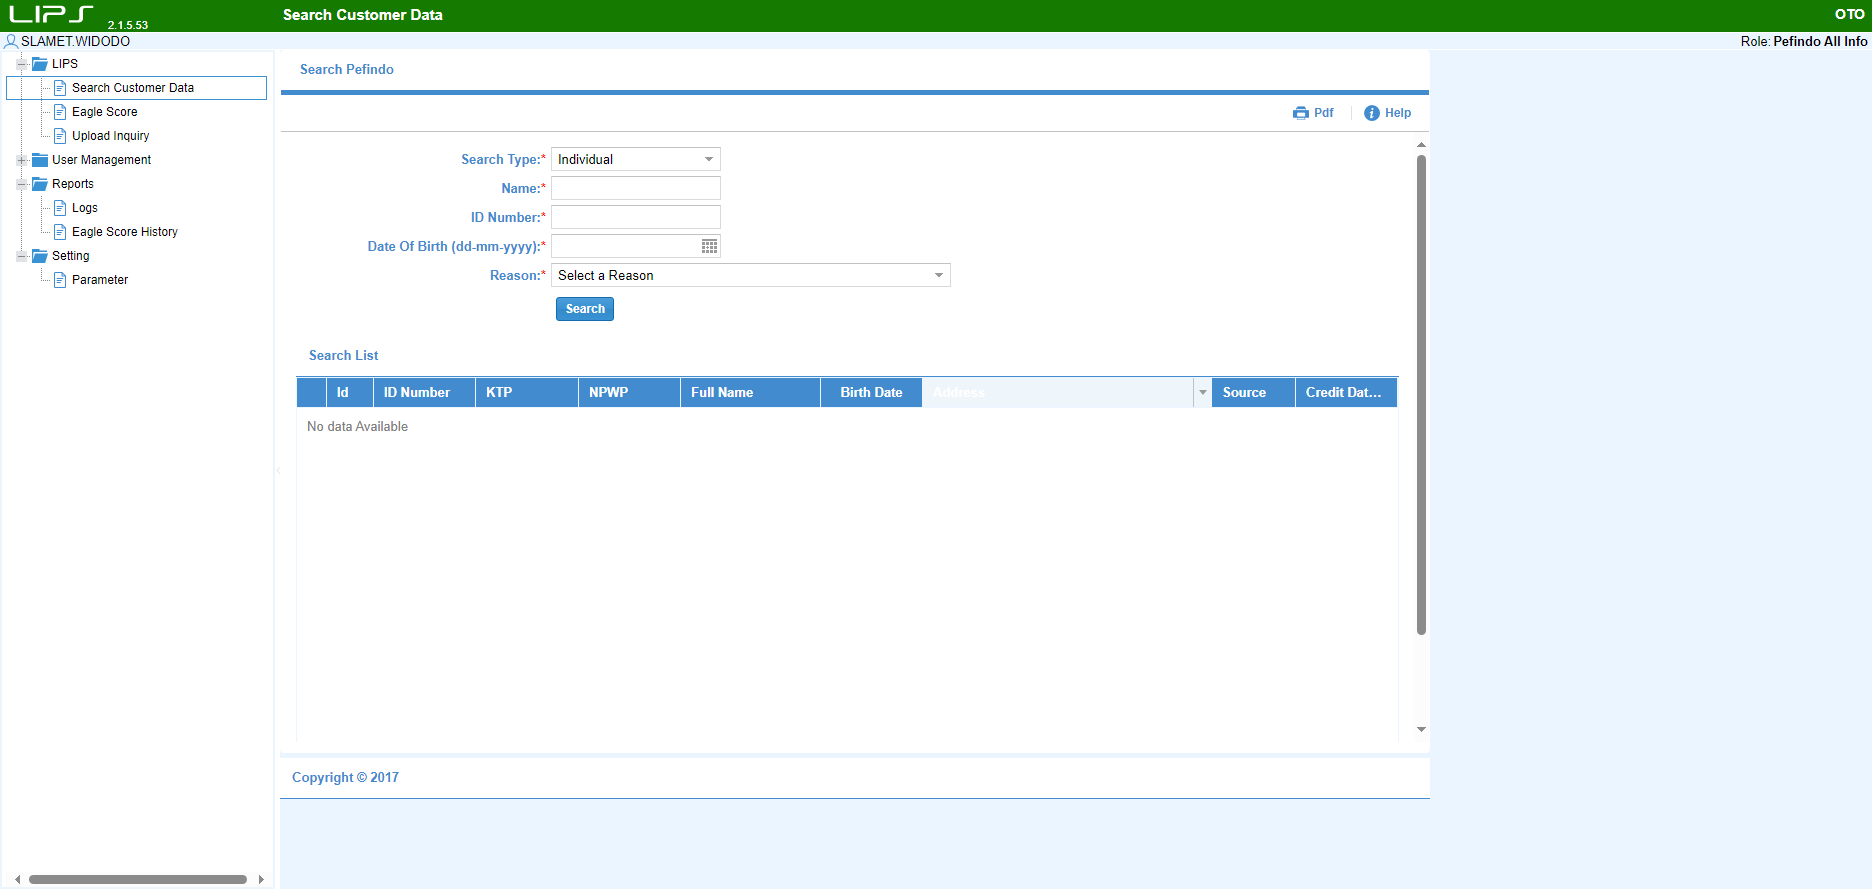 LIPS 2.1.5.53 Search Customer Data OTO
SLAMET.WIDODO Role: Pefindo All Info
LIPS
Search Customer Data
Eagle Score
Upload Inquiry
User Management
Reports
Logs
Eagle Score History
Setting
Parameter
Search Pefindo
Pdf Help
Search Type:* Individual
Name:*
ID Number:*
Date Of Birth (dd-mm-yyyy):*
Reason:* Select a Reason
Search
Search List
Id ID Number KTP NPWP Full Name Birth Date Address Source Credit Dat...
No data Available
Copyright © 2017